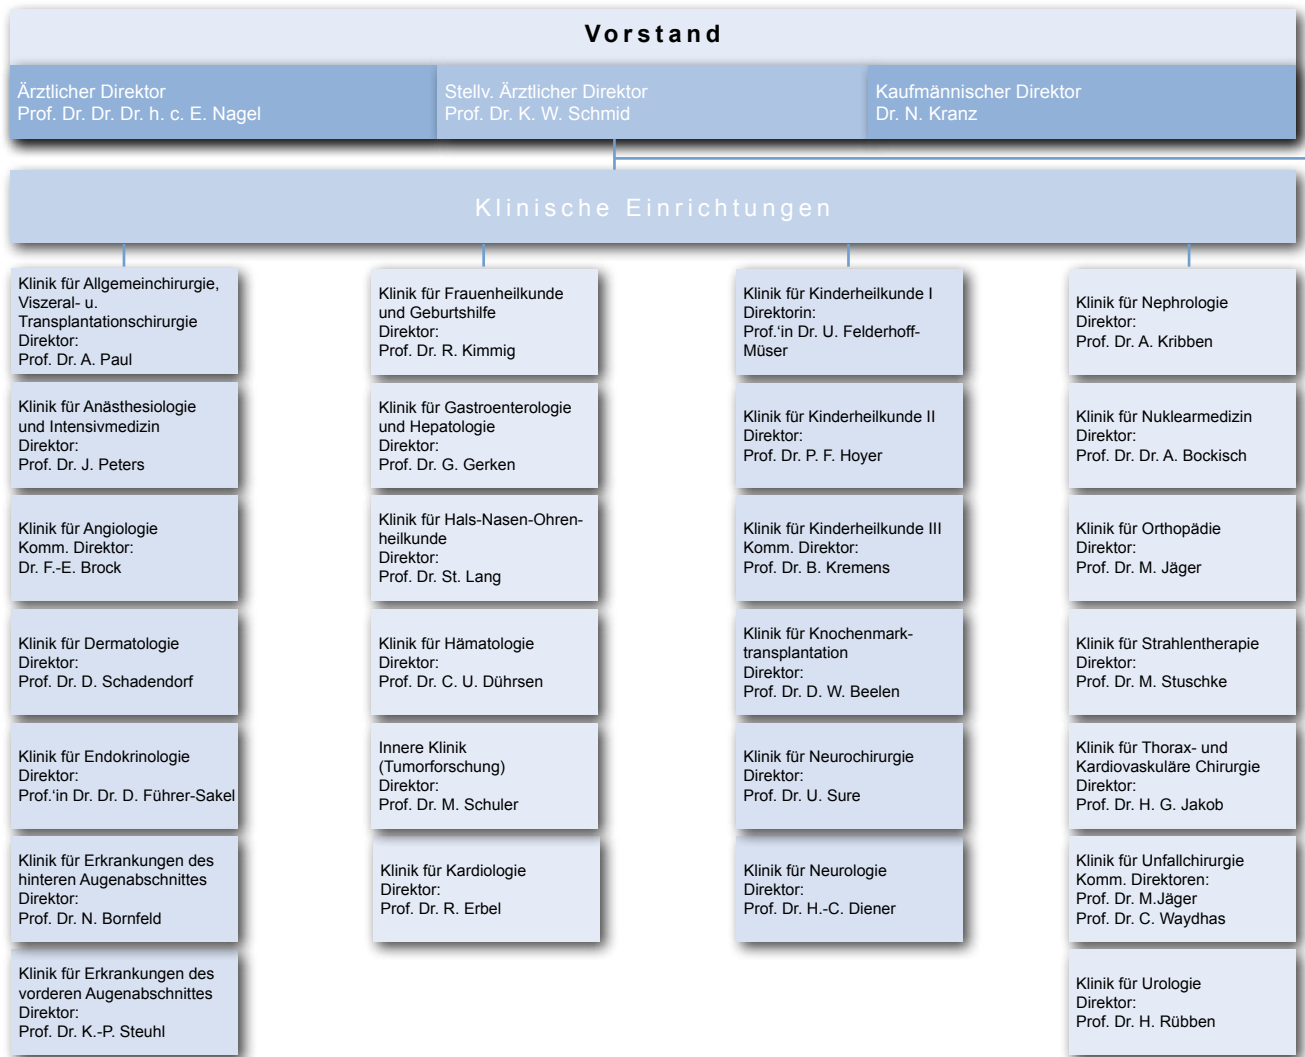 Vorstand
Ärztlicher Direktor
Prof. Dr. Dr. Dr. h. c. E. Nagel
Stellv. Ärztlicher Direktor
Prof. Dr. K. W. Schmid
Kaufmännischer Direktor
Dr. N. Kranz
Klinische Einrichtungen
Klinik für Allgemeinchirurgie,
Viszeral- u.
Transplantationschirurgie
Direktor:
Prof. Dr. A. Paul
Klinik für Anästhesiologie
und Intensivmedizin
Direktor:
Prof. Dr. J. Peters
Klinik für Angiologie
Komm. Direktor:
Dr. F.-E. Brock
Klinik für Dermatologie
Direktor:
Prof. Dr. D. Schadendorf
Klinik für Endokrinologie
Direktor:
Prof.‘in Dr. Dr. D. Führer-Sakel
Klinik für Erkrankungen des
hinteren Augenabschnittes
Direktor:
Prof. Dr. N. Bornfeld
Klinik für Erkrankungen des
vorderen Augenabschnittes
Direktor:
Prof. Dr. K.-P. Steuhl
Klinik für Frauenheilkunde
und Geburtshilfe
Direktor:
Prof. Dr. R. Kimmig
Klinik für Gastroenterologie
und Hepatologie
Direktor:
Prof. Dr. G. Gerken
Klinik für Hals-Nasen-Ohren-
heilkunde
Direktor:
Prof. Dr. St. Lang
Klinik für Hämatologie
Direktor:
Prof. Dr. C. U. Dührsen
Innere Klinik
(Tumorforschung)
Direktor:
Prof. Dr. M. Schuler
Klinik für Kardiologie
Direktor:
Prof. Dr. R. Erbel
Klinik für Kinderheilkunde I
Direktorin:
Prof.‘in Dr. U. Felderhoff-
Müser
Klinik für Kinderheilkunde II
Direktor:
Prof. Dr. P. F. Hoyer
Klinik für Kinderheilkunde III
Komm. Direktor:
Prof. Dr. B. Kremens
Klinik für Knochenmark-
transplantation
Direktor:
Prof. Dr. D. W. Beelen
Klinik für Neurochirurgie
Direktor:
Prof. Dr. U. Sure
Klinik für Neurologie
Direktor:
Prof. Dr. H.-C. Diener
Klinik für Nephrologie
Direktor:
Prof. Dr. A. Kribben
Klinik für Nuklearmedizin
Direktor:
Prof. Dr. Dr. A. Bockisch
Klinik für Orthopädie
Direktor:
Prof. Dr. M. Jäger
Klinik für Strahlentherapie
Direktor:
Prof. Dr. M. Stuschke
Klinik für Thorax- und
Kardiovaskuläre Chirurgie
Direktor:
Prof. Dr. H. G. Jakob
Klinik für Unfallchirurgie
Komm. Direktoren:
Prof. Dr. M.Jäger
Prof. Dr. C. Waydhas
Klinik für Urologie
Direktor:
Prof. Dr. H. Rübben